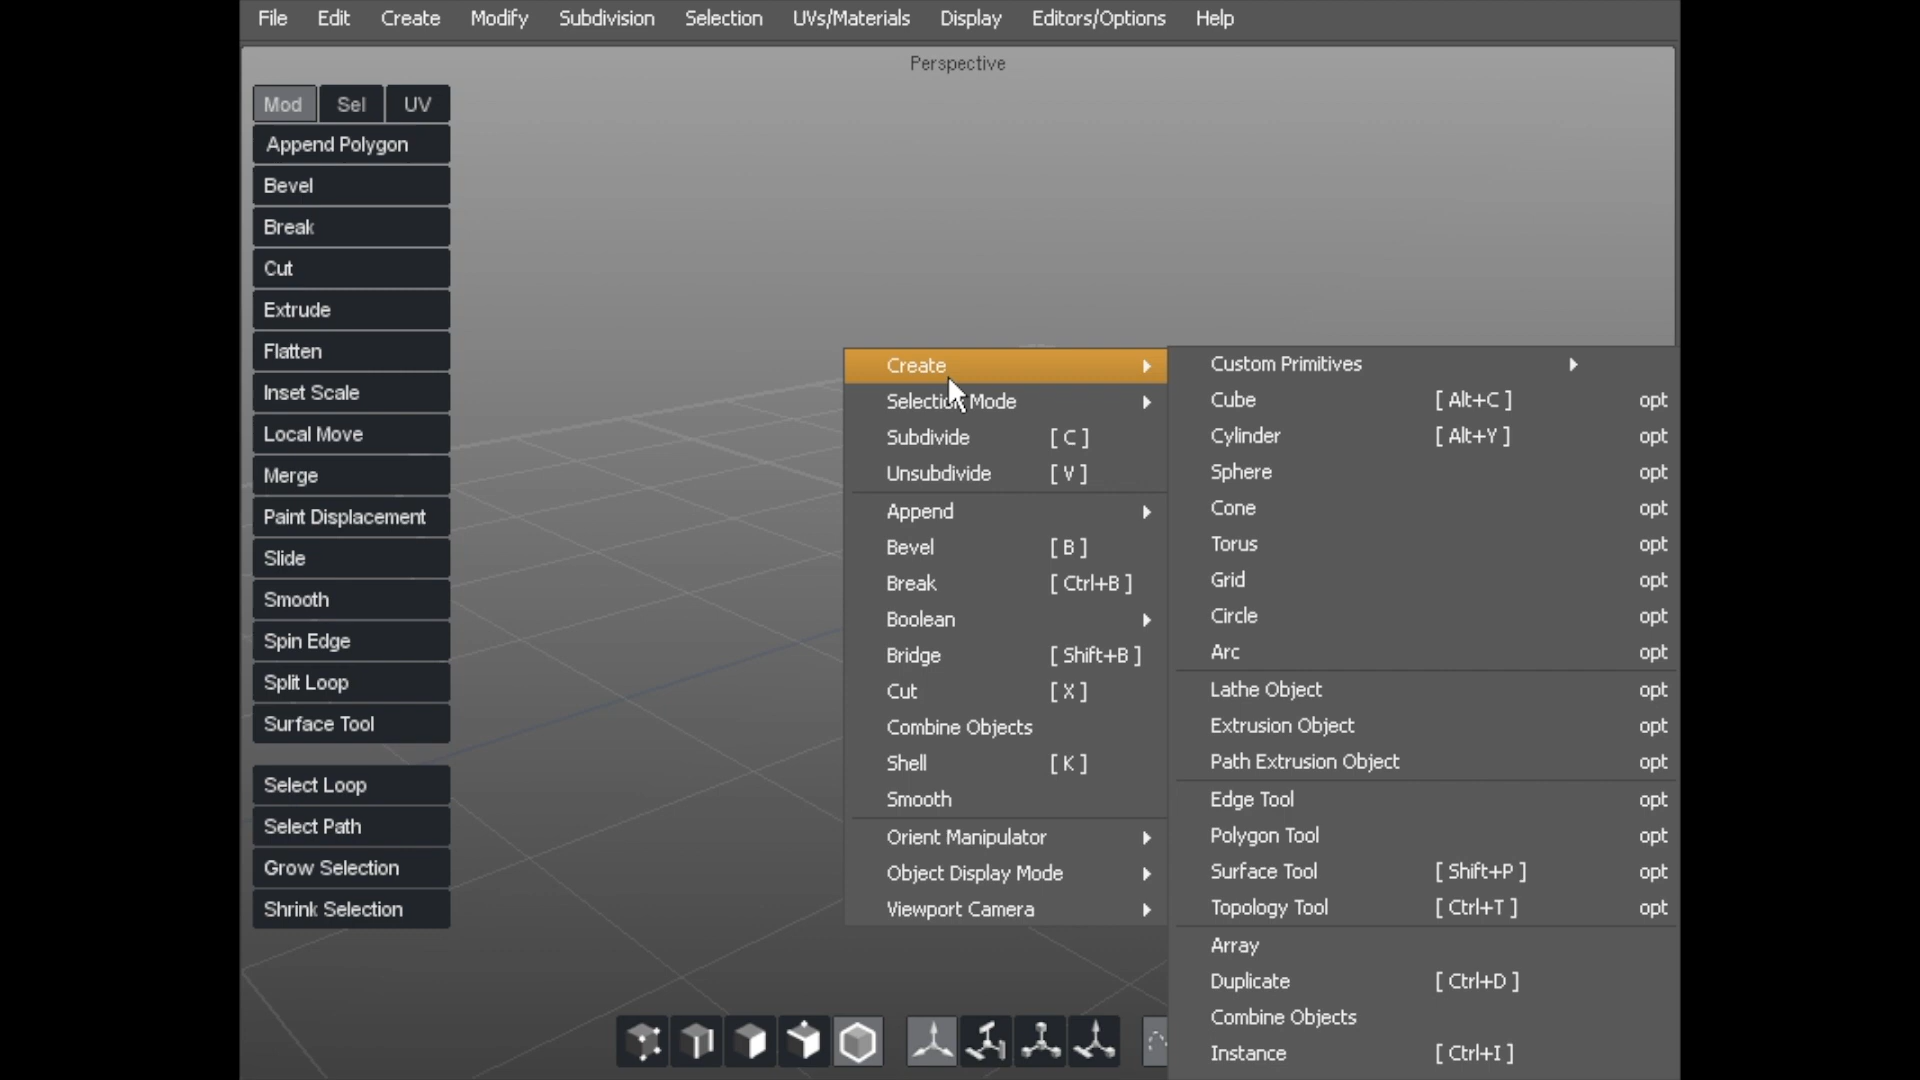 File Edit Create Modify Subdivision Selection UVs/Materials Display Editors/Options Help
Perspective
Mod Sel UV
Append Polygon
Bevel
Break
Cut
Extrude
Flatten
Inset Scale
Local Move
Merge
Paint Displacement
Slide
Smooth
Spin Edge
Split Loop
Surface Tool
Select Loop
Select Path
Grow Selection
Shrink Selection
Create
Selection Mode
Subdivide [ C ]
Unsubdivide [ V ]
Append
Bevel [ B ]
Break [ Ctrl+B ]
Boolean
Bridge [ Shift+B ]
Cut [ X ]
Combine Objects
Shell [ K ]
Smooth
Orient Manipulator
Object Display Mode
Viewport Camera
Custom Primitives
Cube [ Alt+C ] opt
Cylinder [ Alt+Y ] opt
Sphere opt
Cone opt
Torus opt
Grid opt
Circle opt
Arc opt
Lathe Object opt
Extrusion Object opt
Path Extrusion Object opt
Edge Tool opt
Polygon Tool opt
Surface Tool [ Shift+P ] opt
Topology Tool [ Ctrl+T ] opt
Array
Duplicate [ Ctrl+D ]
Combine Objects
Instance [ Ctrl+I ]